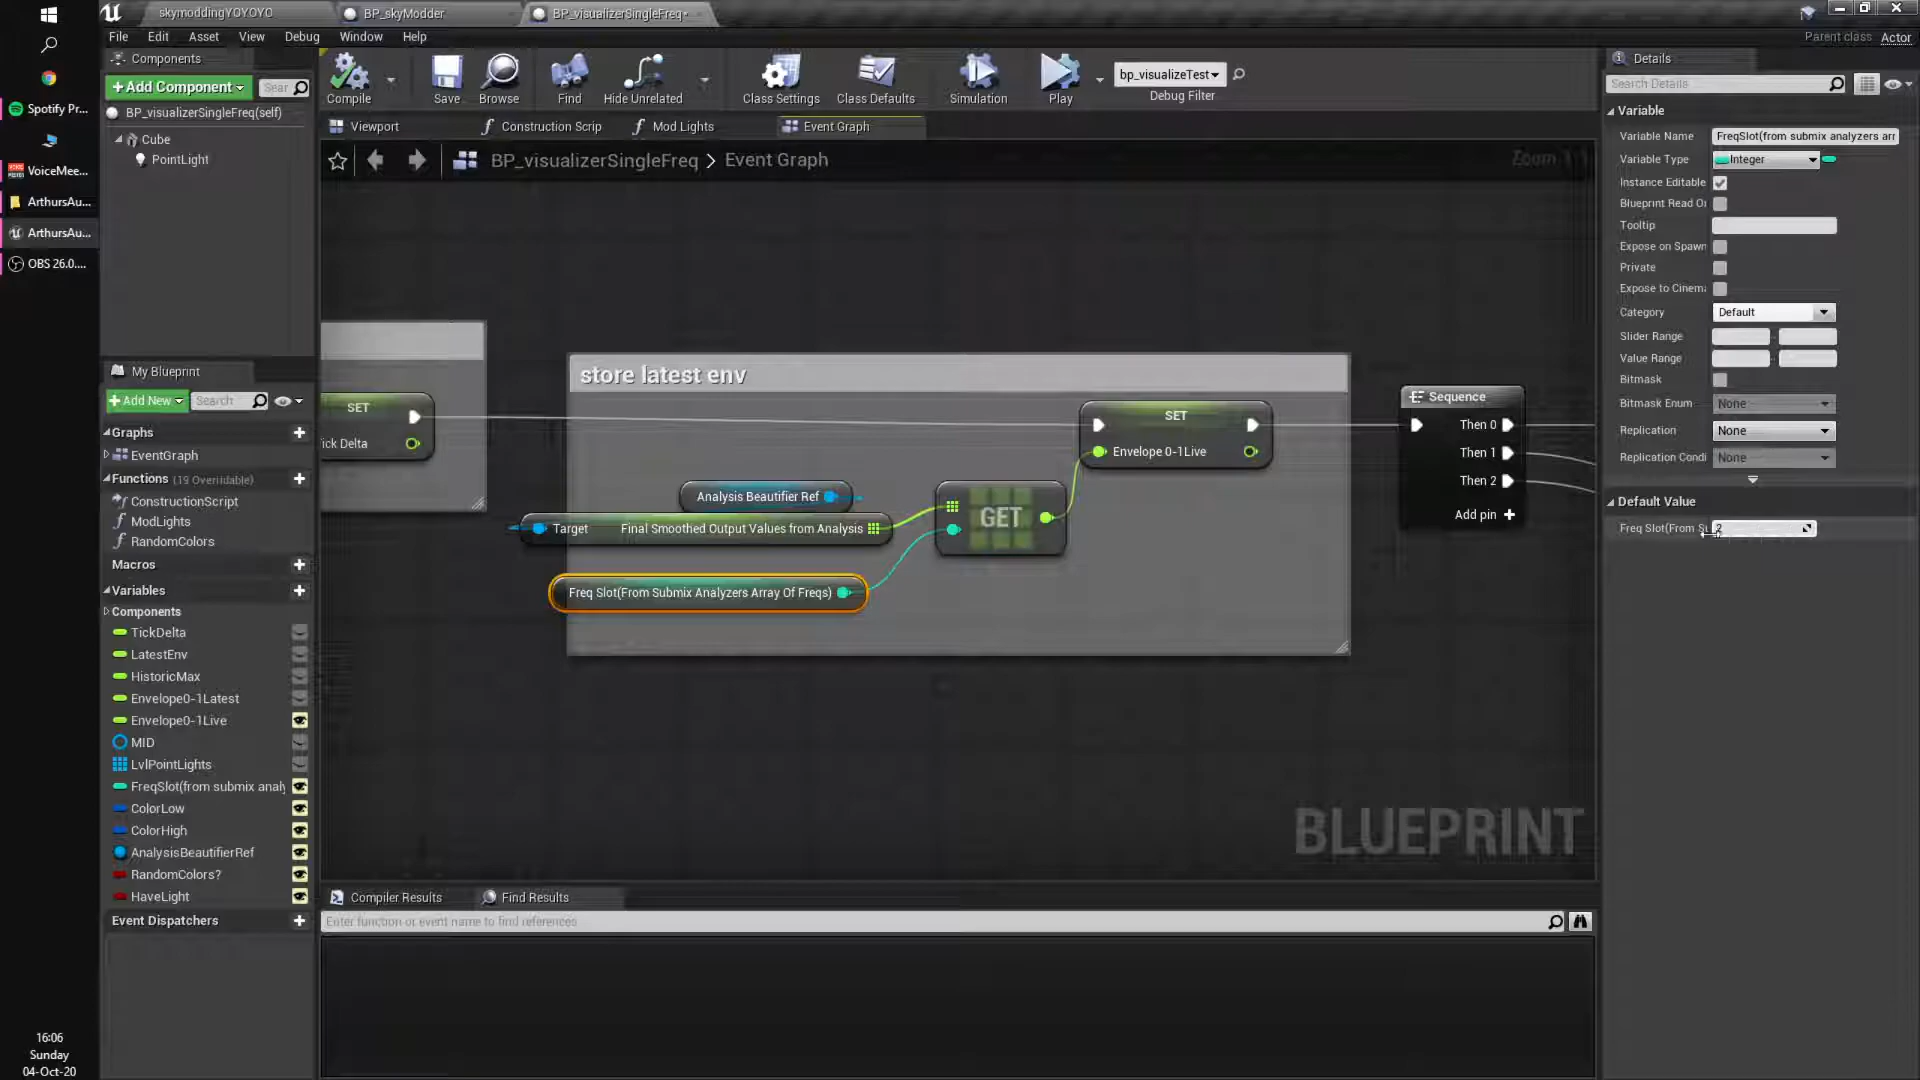 skymoddingYOYOYO
BP_skyModder
BP_visualizerSingleFreq
File Edit Asset View Debug Window Help
Parent class Actor
Components
Add Component
Sear
BP_visualizerSingleFreq(self)
Cube
PointLight
Spotify Pr...
VoiceMee...
ArthursAu...
ArthursAu...
OBS 26.0....
Compile Save Browse Find Hide Unrelated Class Settings Class Defaults Simulation Play
bp_visualizeTest
Debug Filter
Viewport Construction Scrip Mod Lights Event Graph
BP_visualizerSingleFreq > Event Graph
My Blueprint
Add New
Search
Graphs
EventGraph
Functions (19 Overridable)
ConstructionScript
ModLights
RandomColors
Macros
Variables
Components
TickDelta
LatestEnv
HistoricMax
Envelope0-1Latest
Envelope0-1Live
MID
LvlPointLights
FreqSlot(from submix analy
ColorLow
ColorHigh
AnalysisBeautifierRef
RandomColors?
HaveLight
Event Dispatchers
SET
ick Delta
store latest env
SET
Envelope 0-1Live
Analysis Beautifier Ref
Target Final Smoothed Output Values from Analysis
GET
Freq Slot(From Submix Analyzers Array Of Freqs)
Sequence
Then 0
Then 1
Then 2
Add pin
BLUEPRINT
Compiler Results Find Results
Enter function or event name to find references
Details
Search Details
Variable
Variable Name FreqSlot(from submix analyzers arr
Variable Type Integer
Instance Editable
Blueprint Read O
Tooltip
Expose on Spawn
Private
Expose to Cinema
Category Default
Slider Range
Value Range
Bitmask
Bitmask Enum None
Replication None
Replication Condi None
Default Value
Freq Slot(From Su 2
16:06
Sunday
04-Oct-20